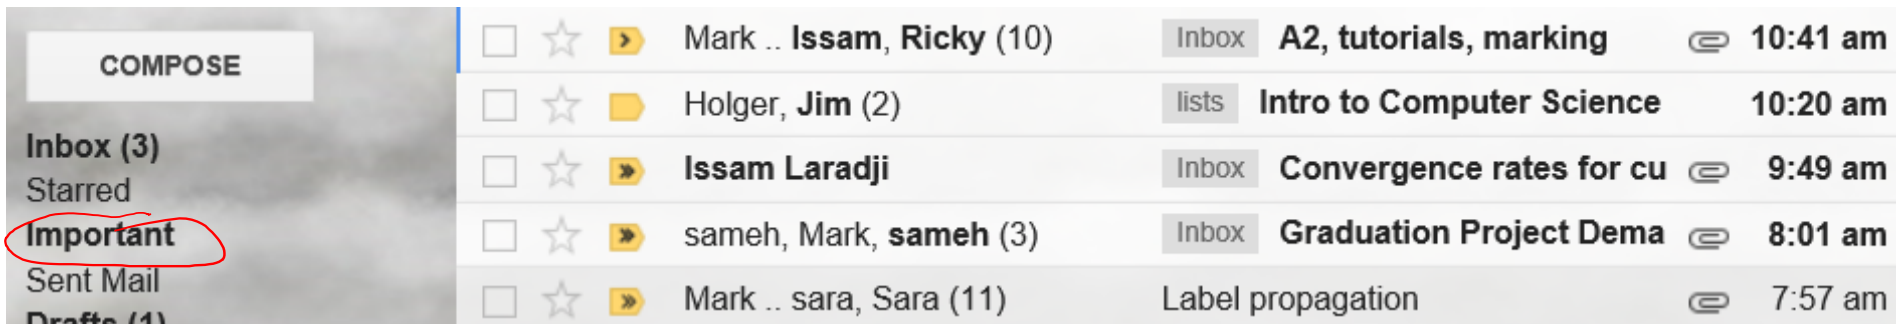 COMPOSE
Inbox (3)
Starred
Important
Sent Mail
Drafts (1)
Mark .. Issam, Ricky (10) Inbox A2, tutorials, marking 10:41 am
Holger, Jim (2) lists Intro to Computer Science 10:20 am
Issam Laradji Inbox Convergence rates for cu 9:49 am
sameh, Mark, sameh (3) Inbox Graduation Project Dema 8:01 am
Mark .. sara, Sara (11) Label propagation 7:57 am